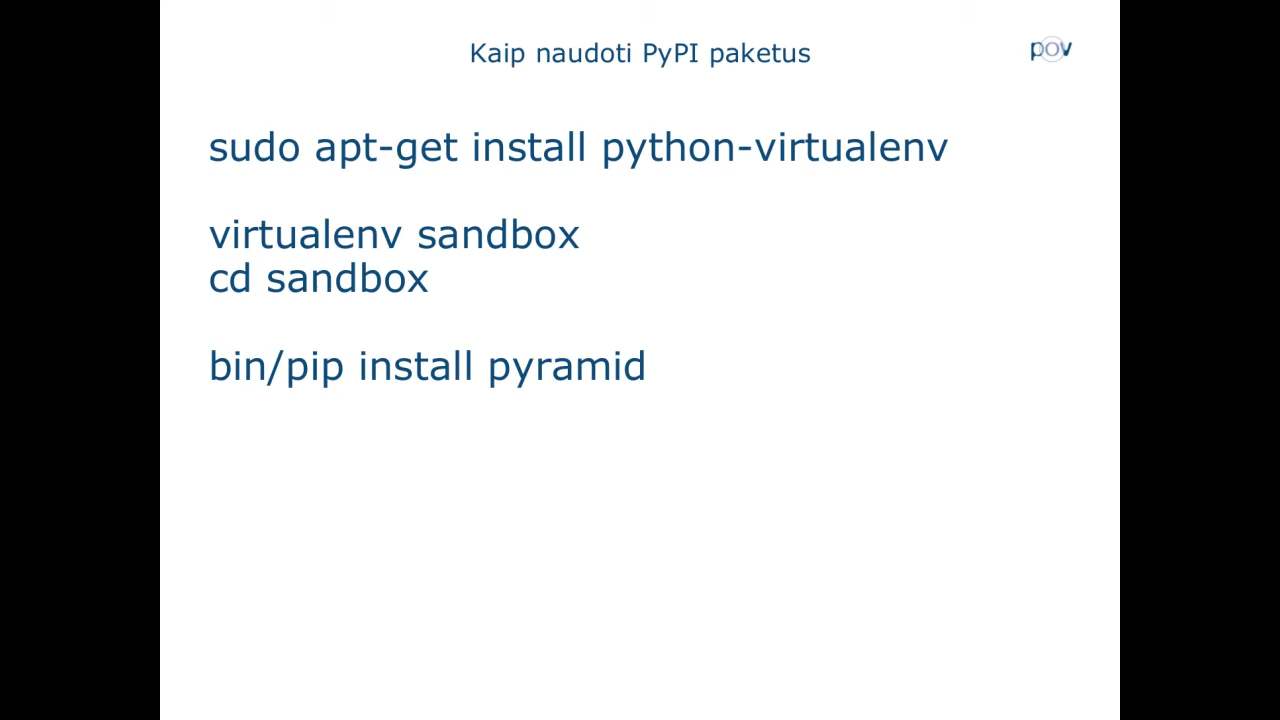 Kaip naudoti PyPI paketus
pov
sudo apt-get install python-virtualenv
virtualenv sandbox
cd sandbox
bin/pip install pyramid